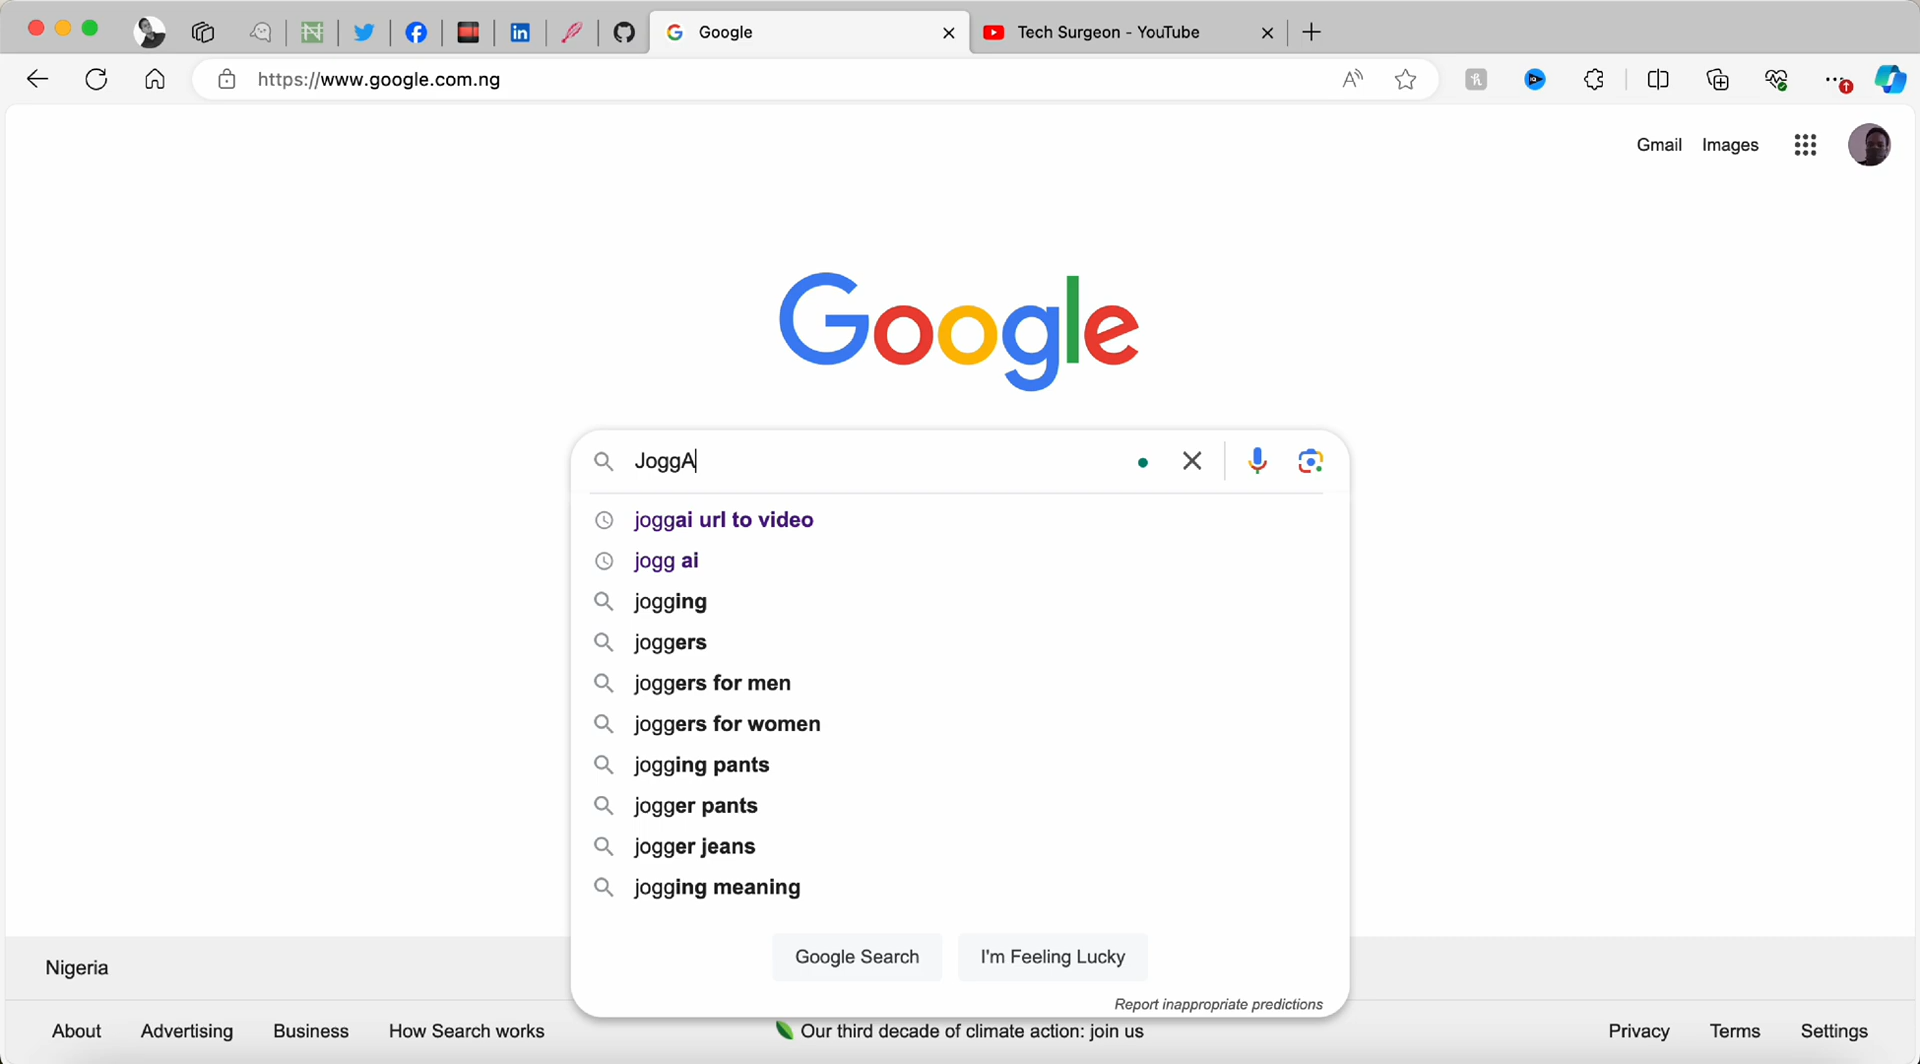 Google
Tech Surgeon - YouTube
https://www.google.com.ng
Gmail Images
Google
JoggA
joggai url to video
jogg ai
jogging
joggers
joggers for men
joggers for women
jogging pants
jogger pants
jogger jeans
jogging meaning
Google Search
I'm Feeling Lucky
Report inappropriate predictions
Nigeria
About Advertising Business How Search works Our third decade of climate action: join us Privacy Terms Settings